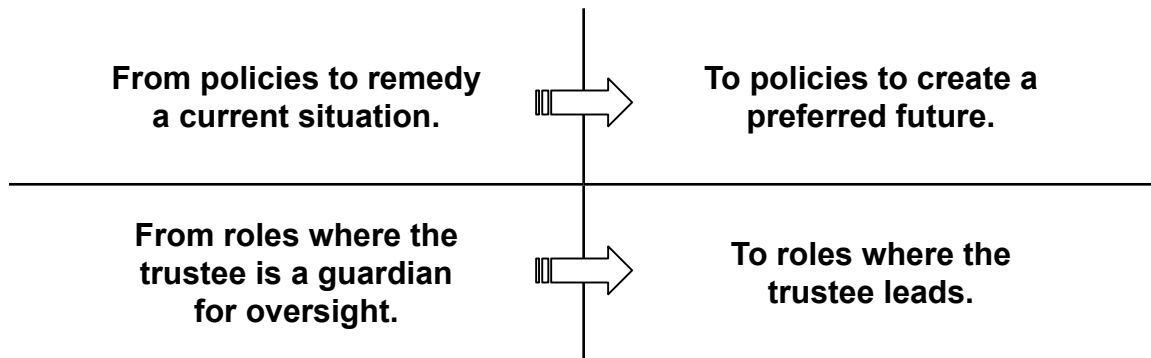 From policies to remedy
a current situation.
To policies to create a
preferred future.
From roles where the
trustee is a guardian
for oversight.
To roles where the
trustee leads.